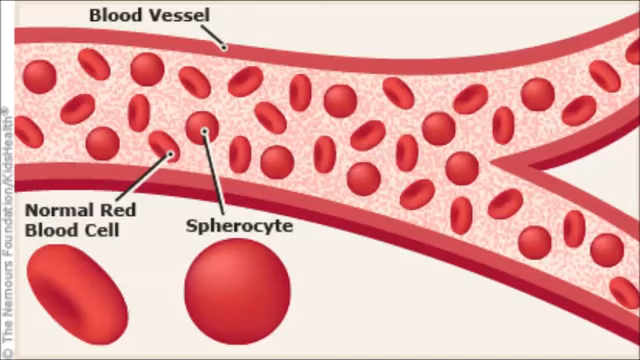 Blood Vessel
Normal Red
Blood Cell
Spherocyte
© The Nemours Foundation/KidsHealth®